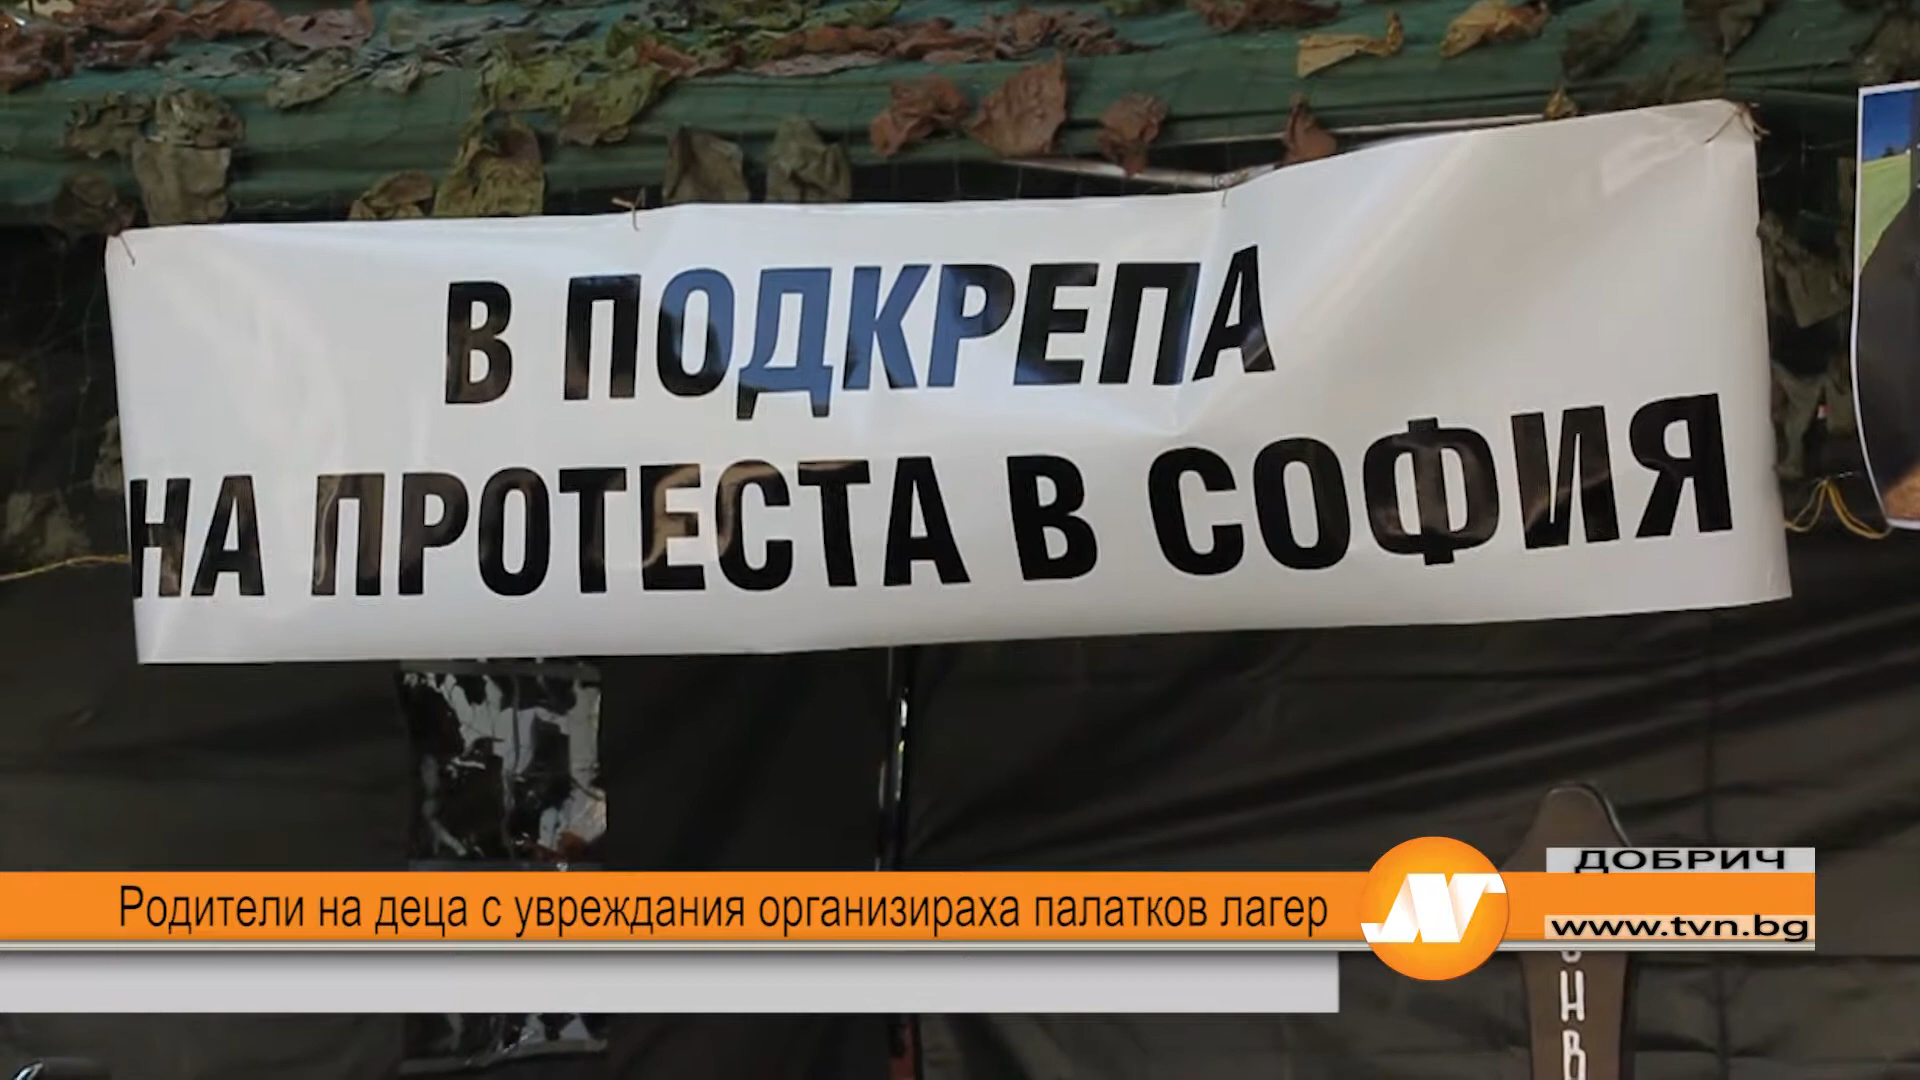 В ПОДКРЕПА
НА ПРОТЕСТА В СОФИЯ
ДОБРИЧ
Родители на деца с увреждания организираха палатков лагер
www.tvn.bg